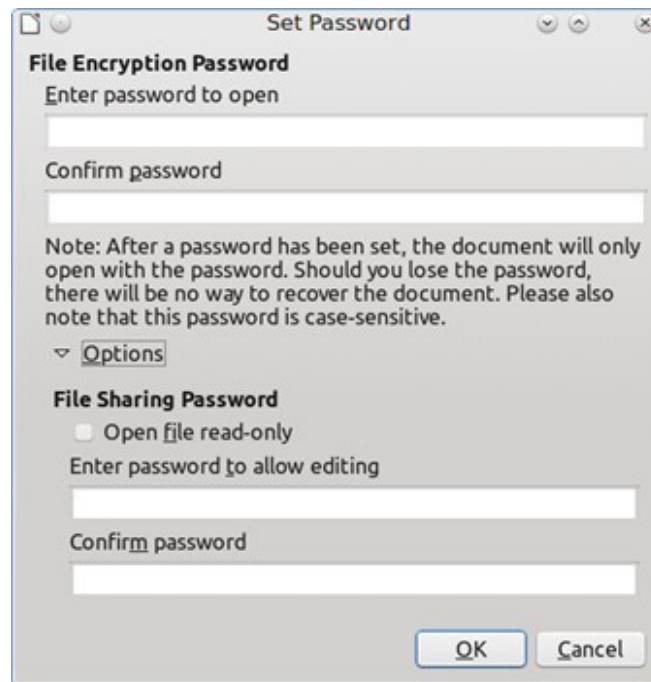 Set Password
File Encryption Password
Enter password to open
Confirm password
Note: After a password has been set, the document will only
open with the password. Should you lose the password,
there will be no way to recover the document. Please also
note that this password is case-sensitive.
Options
File Sharing Password
Open file read-only
Enter password to allow editing
Confirm password
OK Cancel